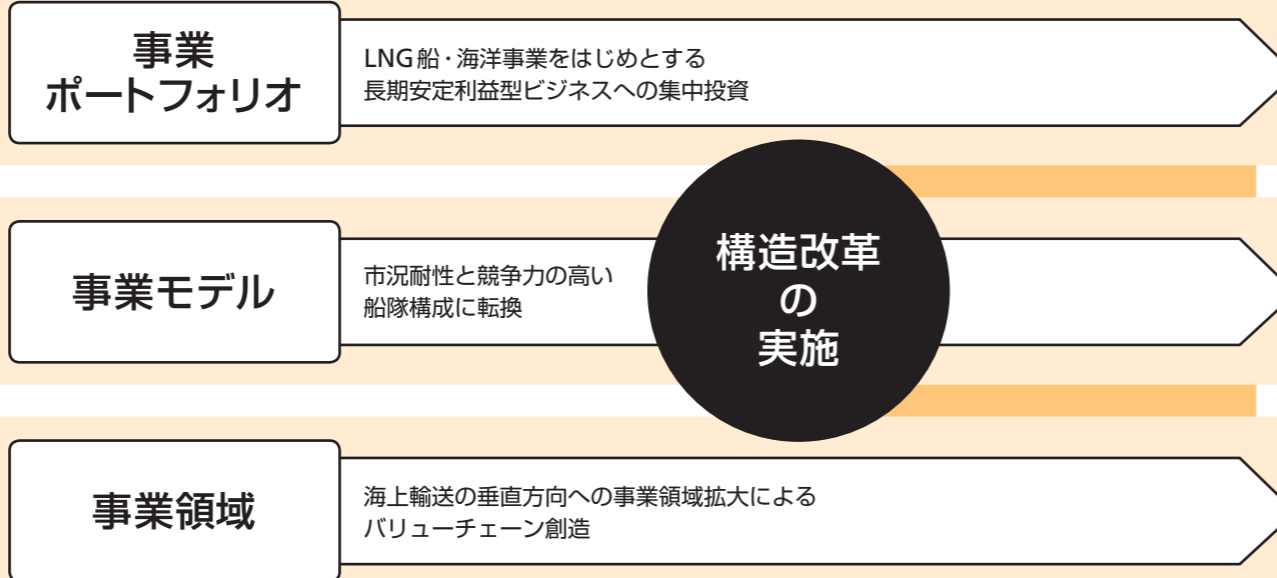 事業
ポートフォリオ
LNG船・海洋事業をはじめとする
長期安定利益型ビジネスへの集中投資
事業モデル
市況耐性と競争力の高い
船隊構成に転換
構造改革
の
実施
事業領域
海上輸送の垂直方向への事業領域拡大による
バリューチェーン創造